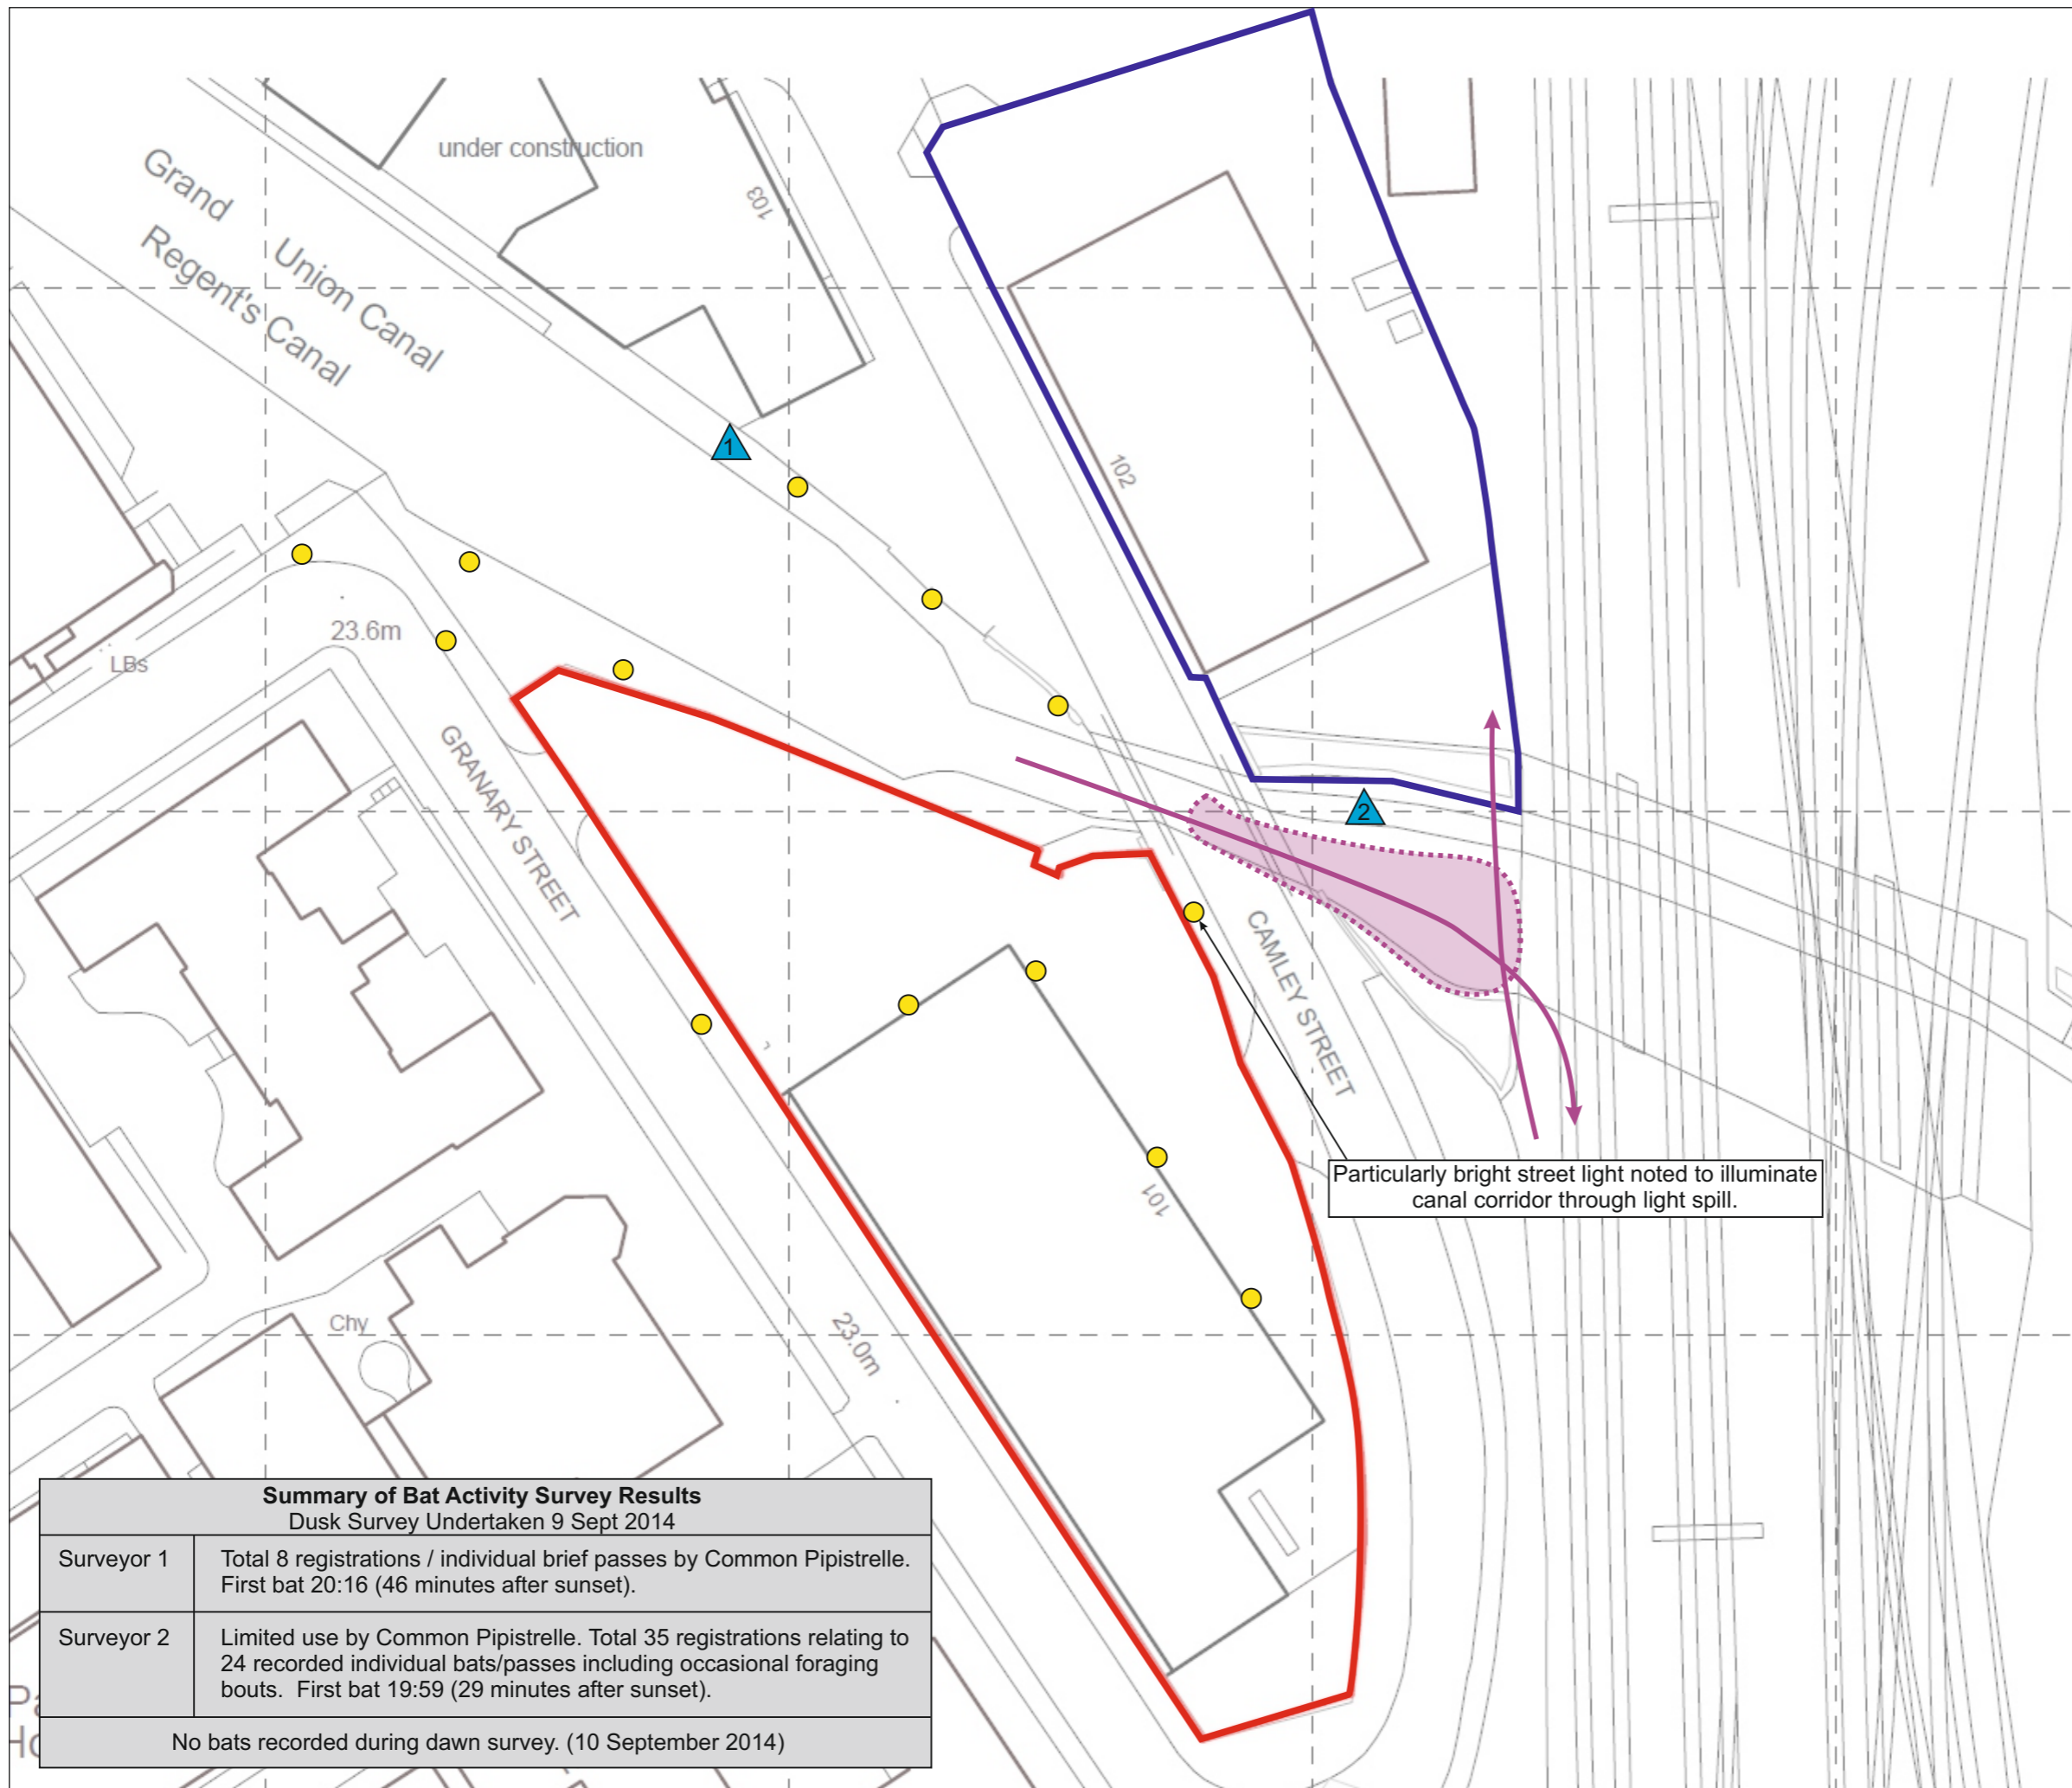 under construction
Grand
Union Canal
Regent's Canal
103
1
102
23.6m
LBs
GRANARY STREET
2
CAMLEY STREET
Particularly bright street light noted to illuminate
canal corridor through light spill.
101
Chy
23.0m
Summary of Bat Activity Survey Results
Dusk Survey Undertaken 9 Sept 2014
Surveyor 1
Total 8 registrations / individual brief passes by Common Pipistrelle.
First bat 20:16 (46 minutes after sunset).
Surveyor 2
Limited use by Common Pipistrelle. Total 35 registrations relating to
24 recorded individual bats/passes including occasional foraging
bouts. First bat 19:59 (29 minutes after sunset).
No bats recorded during dawn survey. (10 September 2014)